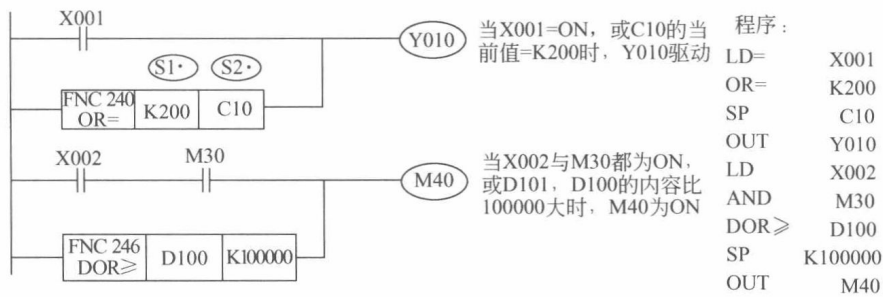 X001
Y010
当X001=ON，或C10的当
前值=K200时，Y010驱动
S1· S2·
FNC 240
OR= K200 C10
X002 M30
M40
当X002与M30都为ON，
或D101，D100的内容比
100000大时，M40为ON
FNC 246
DOR≥ D100 K100000
程序：
LD= X001
OR= K200
SP C10
OUT Y010
LD X002
AND M30
DOR≥ D100
SP K100000
OUT M40